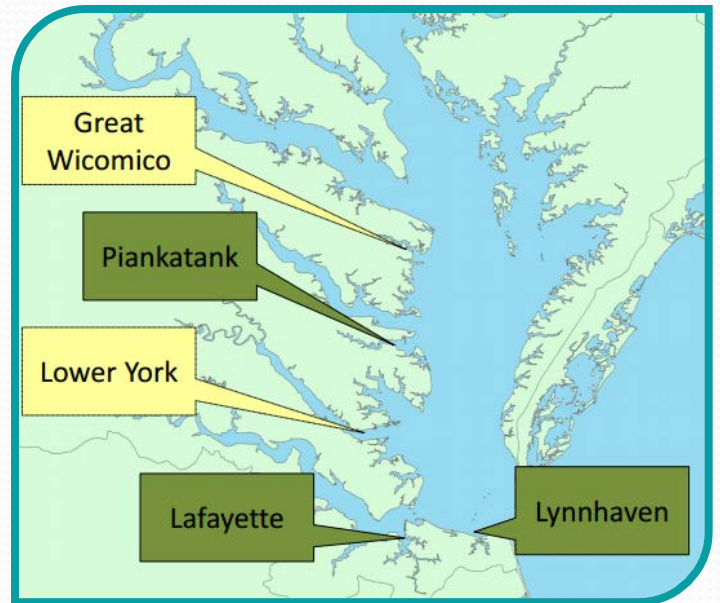 Great
Wicomico
Piankatank
Lower York
Lafayette
Lynnhaven